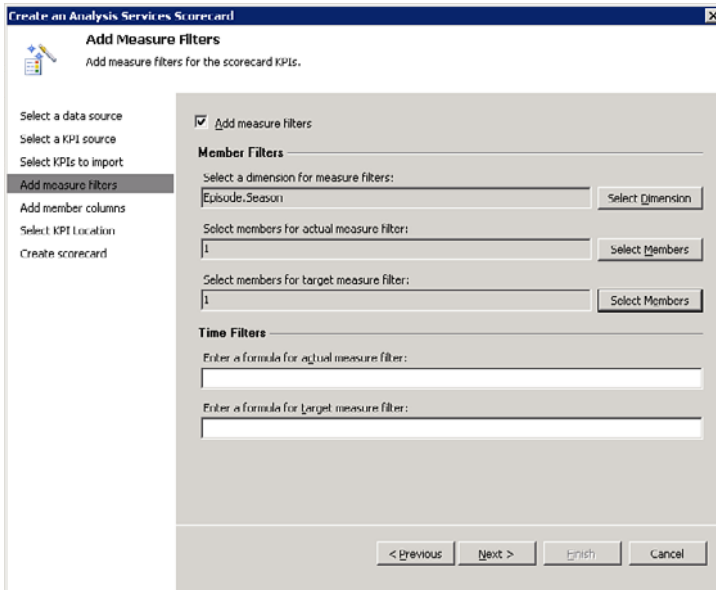 Create an Analysis Services Scorecard
Add Measure Filters
Add measure filters for the scorecard KPIs.
Select a data source
Select a KPI source
Select KPIs to import
Add measure filters
Add member columns
Select KPI Location
Create scorecard
Add measure filters
Member Filters
Select a dimension for measure filters:
Episode.Season
Select Dimension
Select members for actual measure filter:
1
Select Members
Select members for target measure filter:
1
Select Members
Time Filters
Enter a formula for actual measure filter:
Enter a formula for target measure filter:
< Previous
Next >
Finish
Cancel